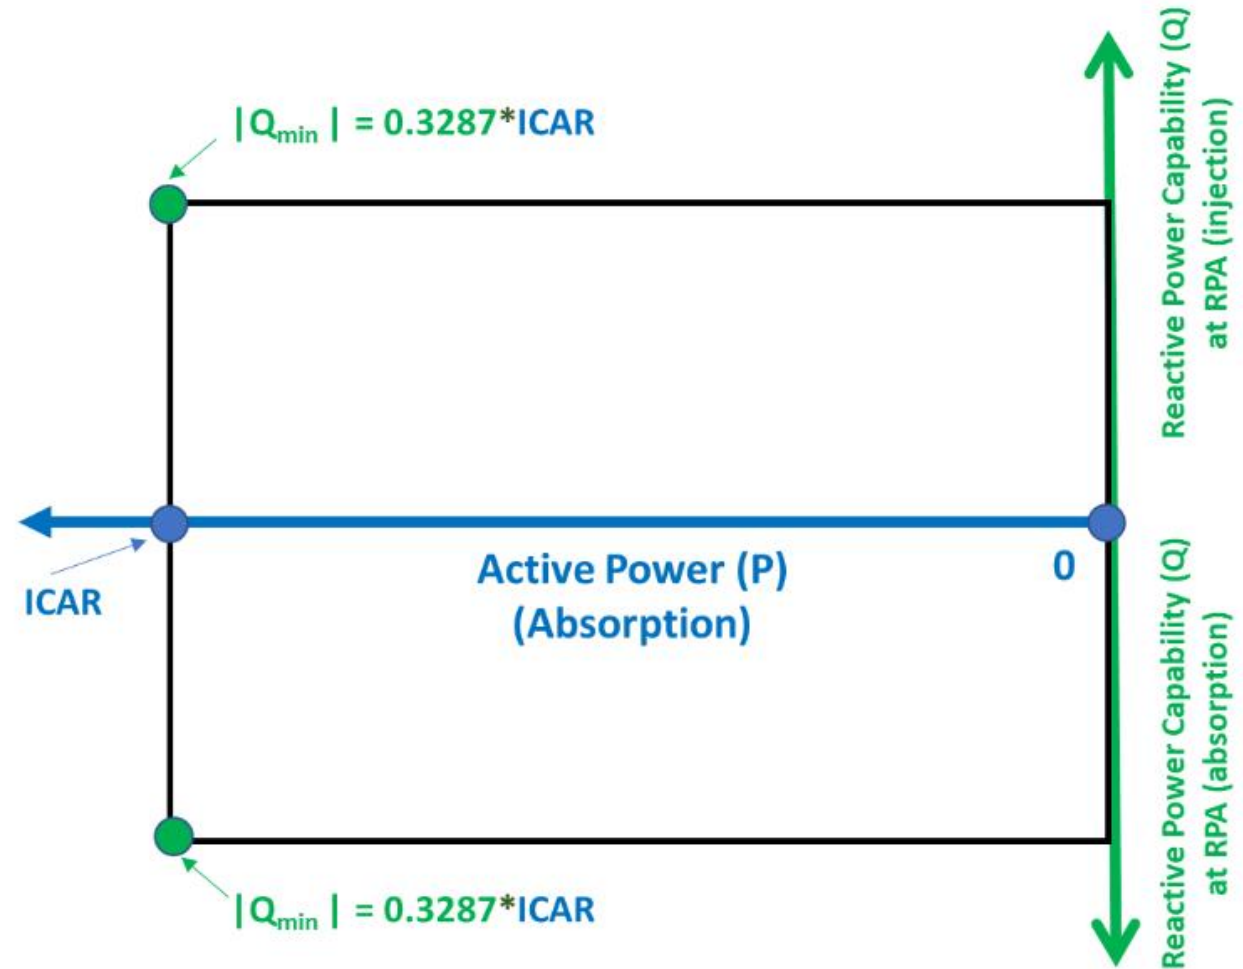 |Qmin | = 0.3287*ICAR
Reactive Power Capability (Q)
at RPA (injection)
ICAR
Active Power (P)
(Absorption)
0
Reactive Power Capability (Q)
at RPA (absorption)
|Qmin | = 0.3287*ICAR